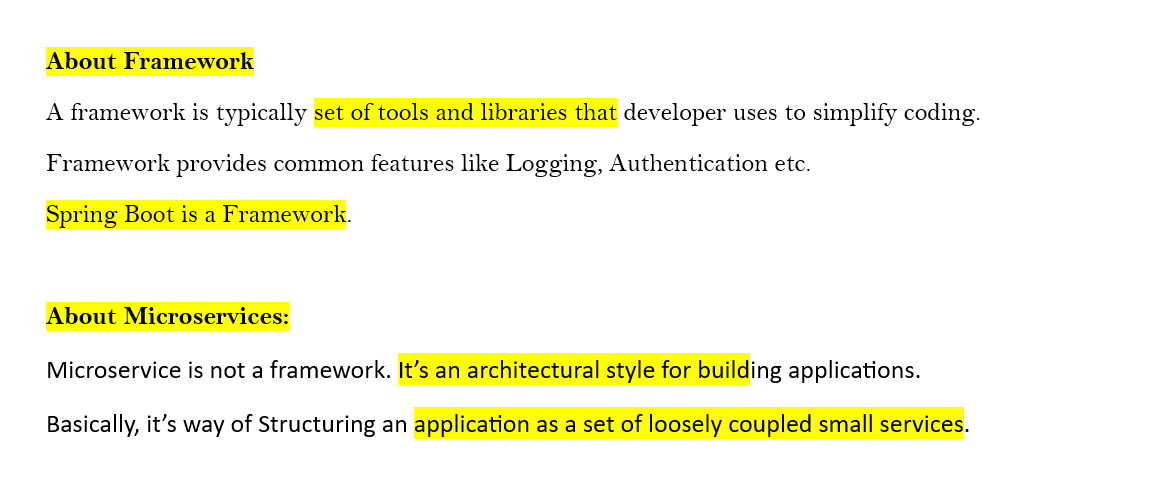 About Framework
A framework is typically set of tools and libraries that developer uses to simplify coding.
Framework provides common features like Logging, Authentication etc.
Spring Boot is a Framework.
About Microservices:
Microservice is not a framework. It’s an architectural style for building applications.
Basically, it’s way of Structuring an application as a set of loosely coupled small services.